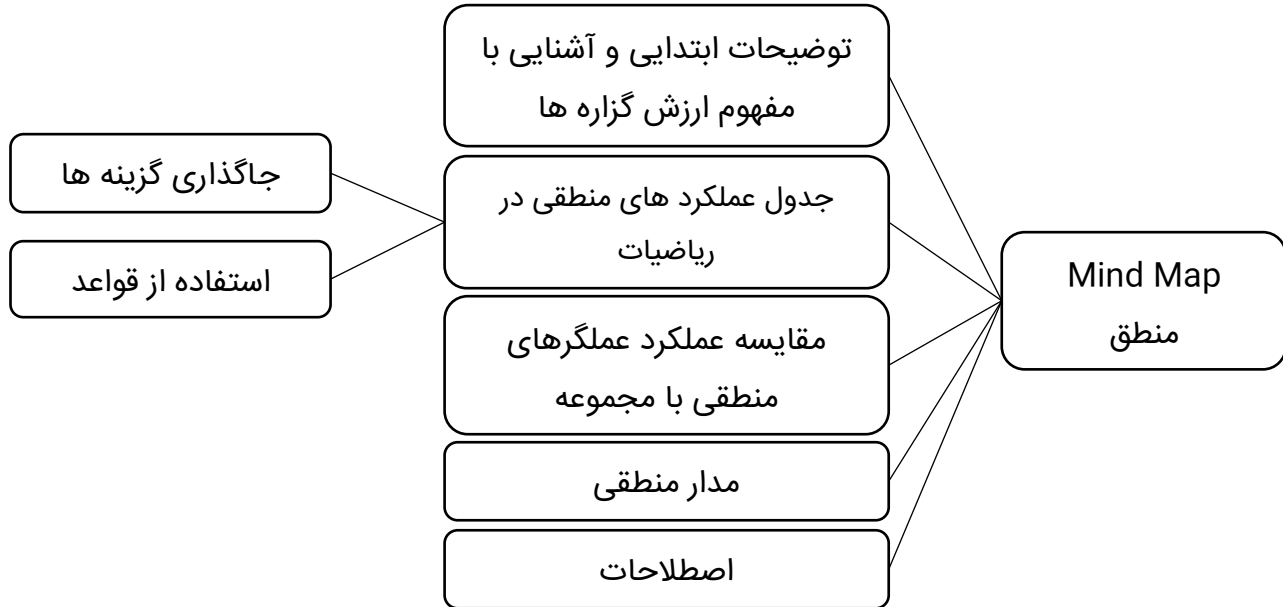 Mind Map
منطق
توضیحات ابتدایی و آشنایی با
مفهوم ارزش گزاره ها
جدول عملکرد های منطقی در
ریاضیات
جاگذاری گزینه ها
استفاده از قواعد
مقایسه عملکرد عملگرهای
منطقی با مجموعه
مدار منطقی
اصطلاحات